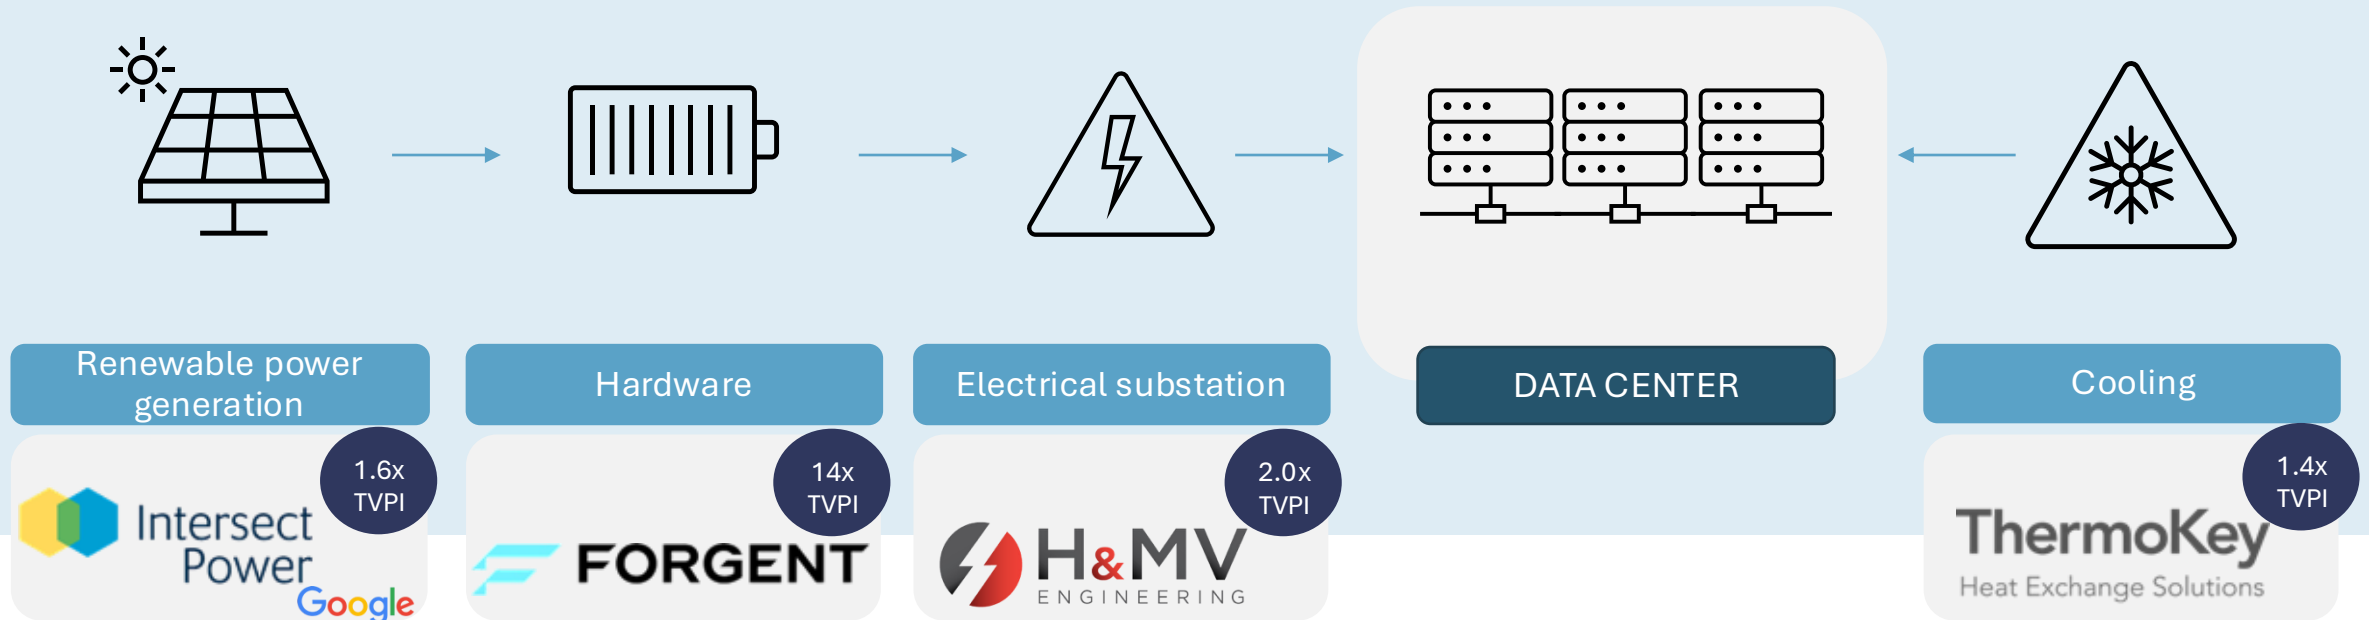 Renewable power
generation
Hardware
Electrical substation
DATA CENTER
Cooling
1.6x
TVPI
Intersect
Power
Google
14x
TVPI
FORGENT
2.0x
TVPI
H&MV
ENGINEERING
1.4x
TVPI
ThermoKey
Heat Exchange Solutions